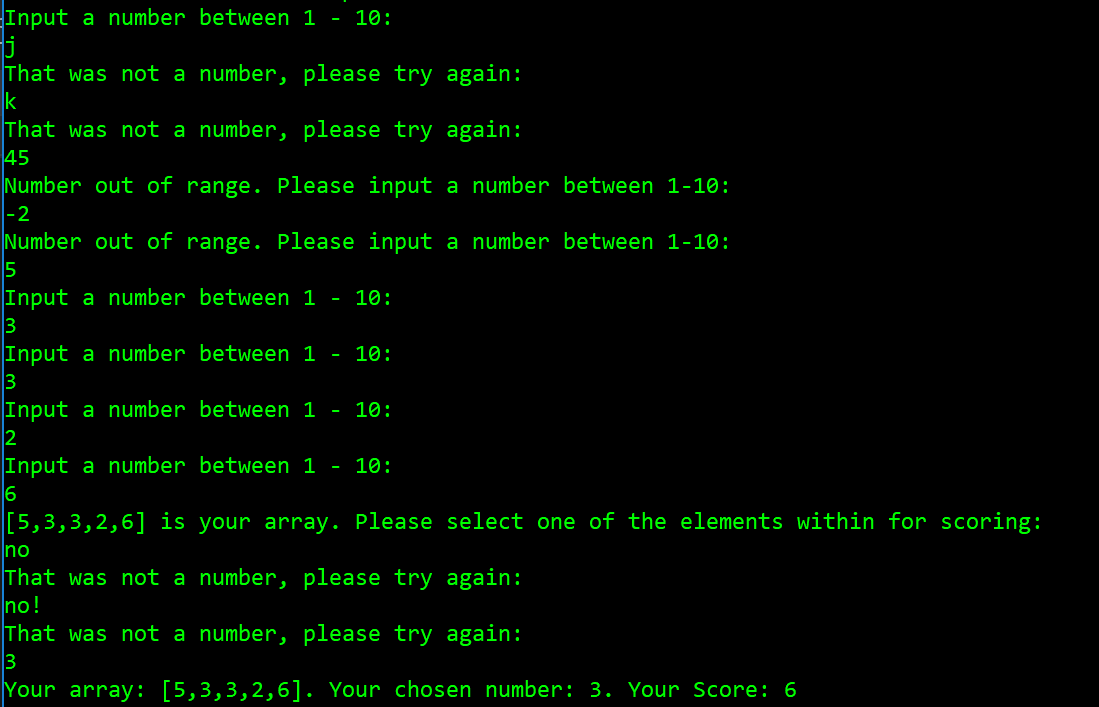 Input a number between 1 - 10:
j
That was not a number, please try again:
k
That was not a number, please try again:
45
Number out of range. Please input a number between 1-10:
-2
Number out of range. Please input a number between 1-10:
5
Input a number between 1 - 10:
3
Input a number between 1 - 10:
3
Input a number between 1 - 10:
2
Input a number between 1 - 10:
6
[5,3,3,2,6] is your array. Please select one of the elements within for scoring:
no
That was not a number, please try again:
no!
That was not a number, please try again:
3
Your array: [5,3,3,2,6]. Your chosen number: 3. Your Score: 6